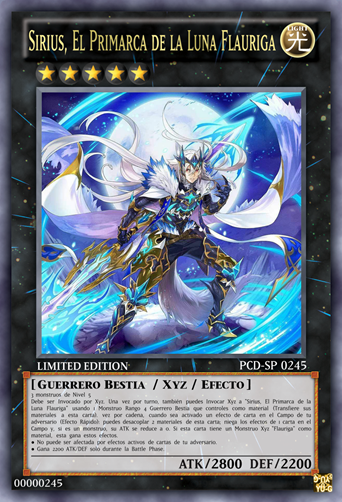 Sirius, El Primarca de la Luna Flauriga
LIGHT
光
LIMITED EDITION
PCD-SP 0245
[ Guerrero Bestia / Xyz / Efecto ]
3 monstruos de Nivel 5
Debe ser Invocado por Xyz. Una vez por turno, también puedes Invocar Xyz a "Sirius, El Primarca de la
Luna Flauriga" usando 1 Monstruo Rango 4 Guerrero Bestia que controles como material (Transfiere sus
materiales a esta carta). vez por cadena, cuando sea activado un efecto de carta en el Campo de tu
adversario (Efecto Rápido): puedes desacoplar 2 materiales de esta carta; niega los efectos de 1 carta en el
Campo y, si es un monstruo, su ATK se reduce a 0. Si esta carta tiene un Monstruo Xyz "Flauriga" como
material, esta gana estos efectos.
● No puede ser afectada por efectos activos de cartas de tu adversario.
● Gana 2200 ATK/DEF solo durante la Battle Phase.
ATK/2800 DEF/2200
00000245